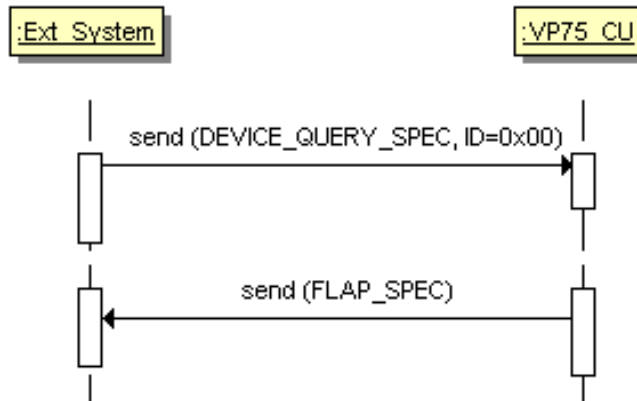 :Ext System
:VP75 CU
send (DEVICE_QUERY_SPEC, ID=0x00)
send (FLAP_SPEC)